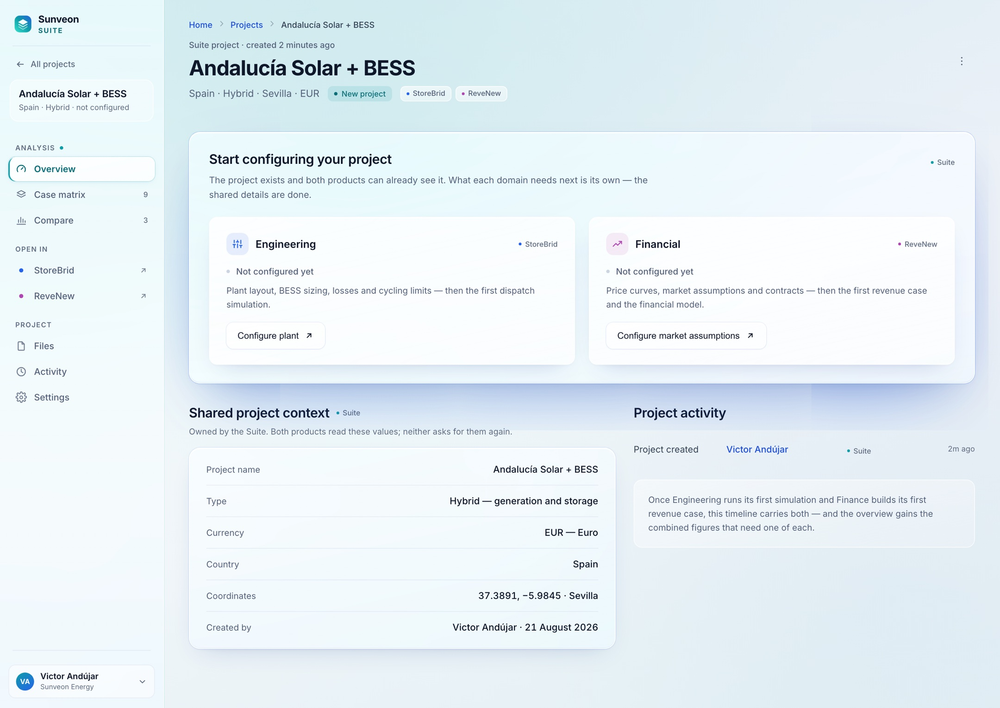 Sunveon
SUITE
All projects
Andalucía Solar + BESS
Spain · Hybrid · not configured
ANALYSIS
Overview
Case matrix 9
Compare 3
OPEN IN
StoreBrid
ReveNew
PROJECT
Files
Activity
Settings
Victor Andújar
VA
Sunveon Energy
Home Projects Andalucía Solar + BESS
Suite project · created 2 minutes ago
Andalucía Solar + BESS
Spain · Hybrid · Sevilla · EUR New project StoreBrid ReveNew
Start configuring your project
Suite
The project exists and both products can already see it. What each domain needs next is its own — the
shared details are done.
Engineering StoreBrid
Not configured yet
Plant layout, BESS sizing, losses and cycling limits — then the first dispatch
simulation.
Configure plant
Financial ReveNew
Not configured yet
Price curves, market assumptions and contracts — then the first revenue case
and the financial model.
Configure market assumptions
Shared project context Suite
Owned by the Suite. Both products read these values; neither asks for them again.
Project name Andalucía Solar + BESS
Type Hybrid — generation and storage
Currency EUR — Euro
Country Spain
Coordinates 37.3891, −5.9845 · Sevilla
Created by Victor Andújar · 21 August 2026
Project activity
Project created Victor Andújar Suite 2m ago
Once Engineering runs its first simulation and Finance builds its first
revenue case, this timeline carries both — and the overview gains the
combined figures that need one of each.